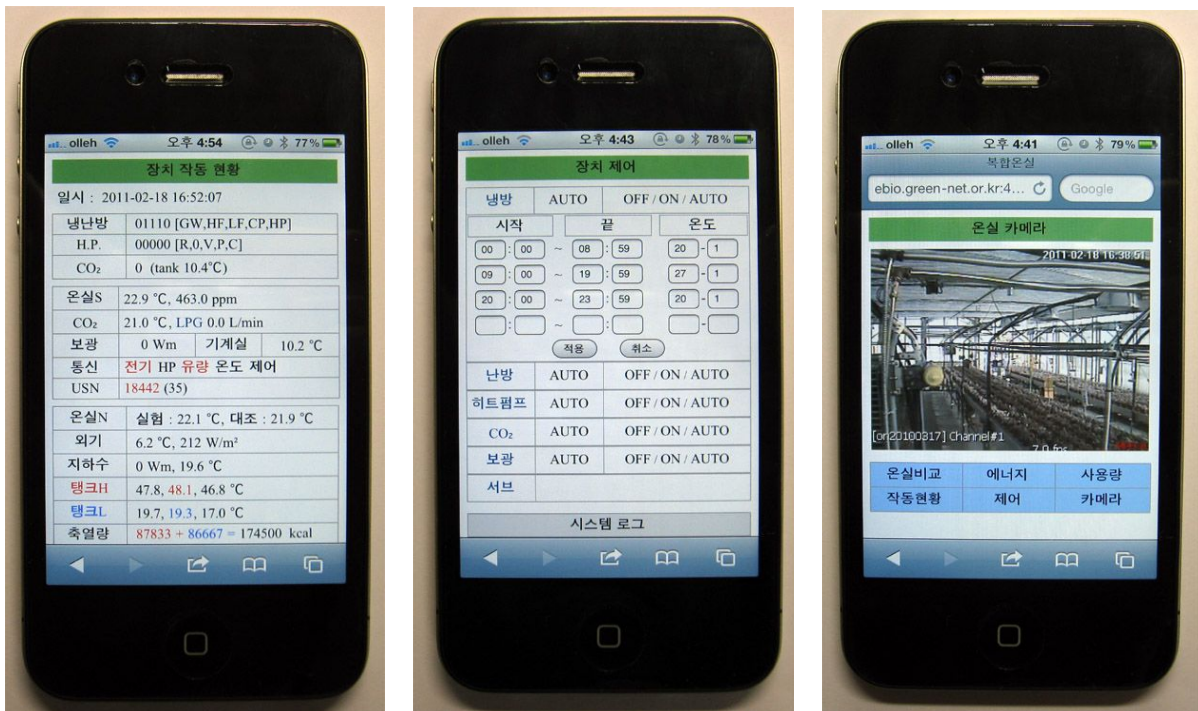 olleh 오후 4:54 77%
장치 작동 현황
일시 : 2011-02-18 16:52:07
냉난방 01110 [GW,HF,LF,CP,HP]
H.P. 00000 [R,0,V,P,C]
CO₂ 0 (tank 10.4℃)
온실S 22.9 ℃, 463.0 ppm
CO₂ 21.0 ℃, LPG 0.0 L/min
보광 0 Wm 기계실 10.2 ℃
통신 전기 HP 유량 온도 제어
USN 18442 (35)
온실N 실험 : 22.1 ℃, 대조 : 21.9 ℃
외기 6.2 ℃, 212 W/m²
지하수 0 Wm, 19.6 ℃
탱크H 47.8, 48.1, 46.8 ℃
탱크L 19.7, 19.3, 17.0 ℃
축열량 87833 + 86667 = 174500 kcal
olleh 오후 4:43 78%
장치 제어
냉방 AUTO OFF / ON / AUTO
시작 끝 온도
00 : 00 ~ 08 : 59 20 - 1
09 : 00 ~ 19 : 59 27 - 1
20 : 00 ~ 23 : 59 20 - 1
: ~ : -
적용 취소
난방 AUTO OFF / ON / AUTO
히트펌프 AUTO OFF / ON / AUTO
CO₂ AUTO OFF / ON / AUTO
보광 AUTO OFF / ON / AUTO
서브
시스템 로그
olleh 오후 4:41 79%
복합온실
ebio.green-net.or.kr:4... Google
온실 카메라
2011-02-18 16:38:51
[on20100317] Channel#1
7.0 fps
온실비교 에너지 사용량
작동현황 제어 카메라